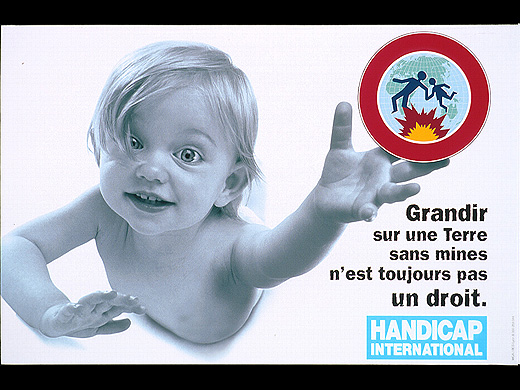 Grandir
sur une Terre
sans mines
n'est toujours pas
un droit.
HANDICAP
INTERNATIONAL